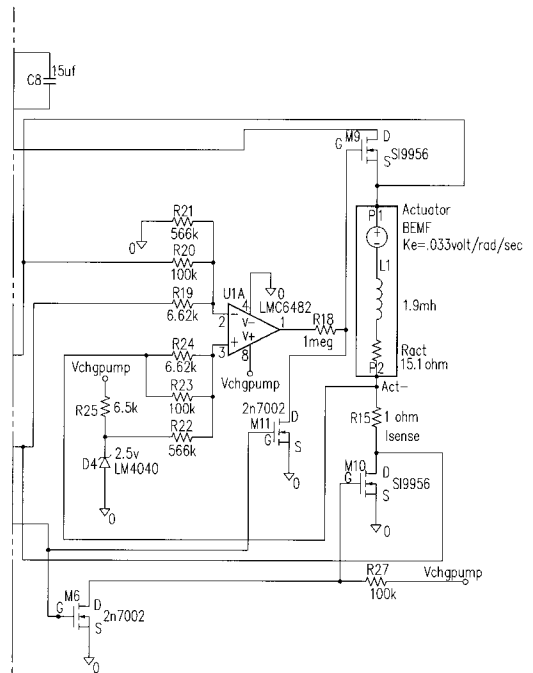 15uf
C8
M9
D
G
S
SI9956
R21
566k
0
R20
100k
R19
6.62k
U1A
4
0
LMC6482
2
V-
V+
1
3
8
R18
1meg
Vchgpump
P1
Actuator
BEMF
Ke=.033volt/rad/sec
L1
1.9mh
Ract
15.1 ohm
P2
Act-
R24
6.62k
Vchgpump
R23
100k
R25
6.5k
R22
566k
2.5v
D4
LM4040
0
2n7002
M11
D
G
S
0
R15
1 ohm
Isense
M10
D
G
SI9956
S
0
R27
100k
Vchgpump
M6
D
G
2n7002
S
0